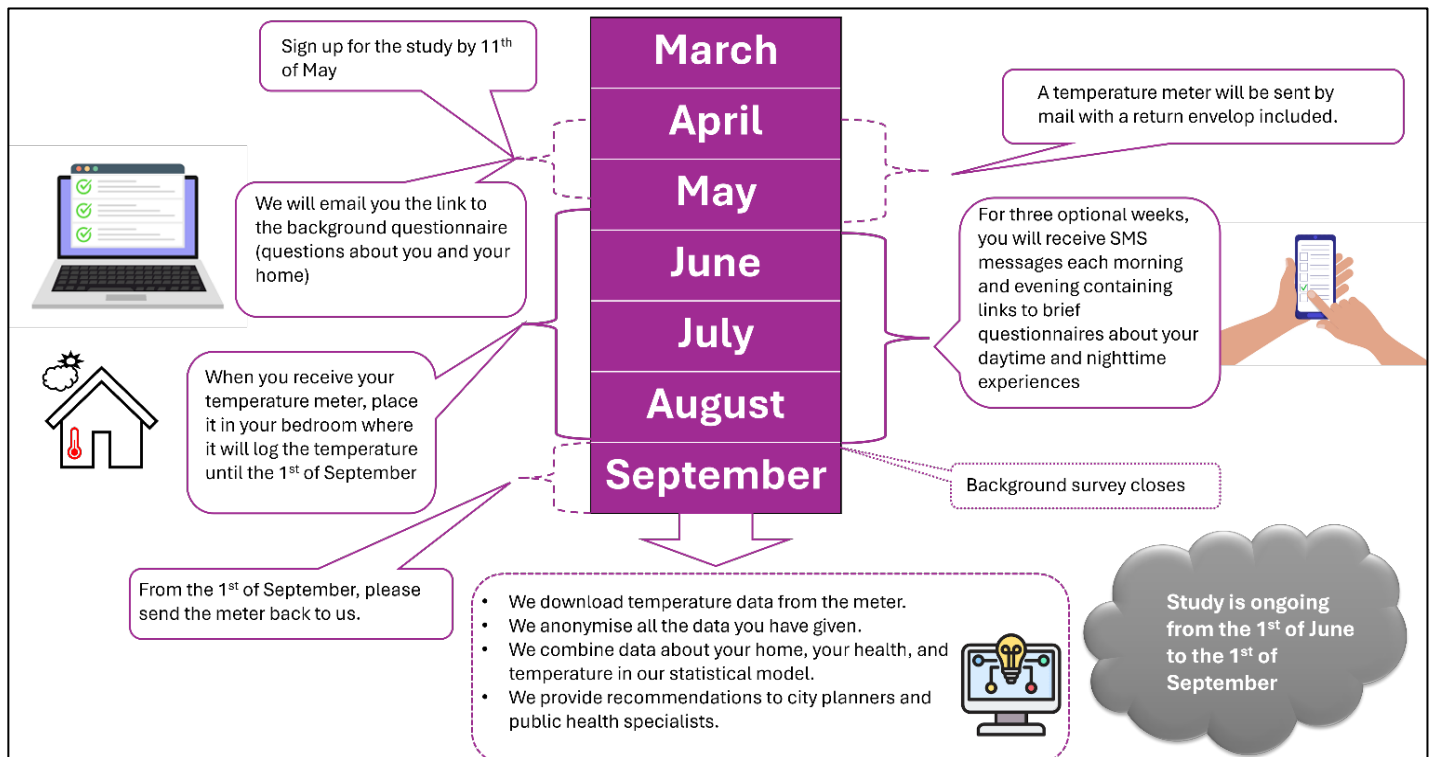 March
April
May
June
July
August
September
Sign up for the study by 11th
of May
We will email you the link to
the background questionnaire
(questions about you and your
home)
When you receive your
temperature meter, place
it in your bedroom where
it will log the temperature
until the 1st of September
From the 1st of September, please
send the meter back to us.
A temperature meter will be sent by
mail with a return envelop included.
For three optional weeks,
you will receive SMS
messages each morning
and evening containing
links to brief
questionnaires about your
daytime and nighttime
experiences
Background survey closes
• We download temperature data from the meter.
• We anonymise all the data you have given.
• We combine data about your home, your health, and
temperature in our statistical model.
• We provide recommendations to city planners and
public health specialists.
Study is ongoing
from the 1st of June
to the 1st of
September